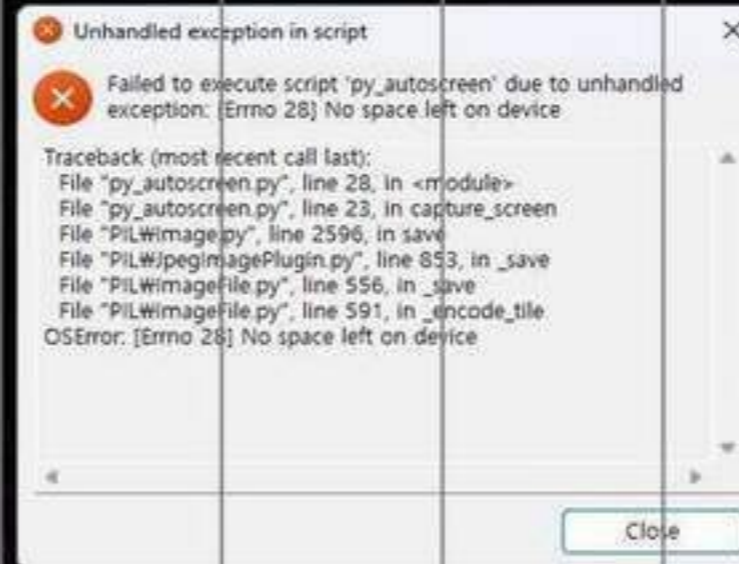 Unhandled exception in script
Failed to execute script 'py_autoscreen' due to unhandled
exception: [Errno 28] No space left on device
Traceback (most recent call last):
File "py_autoscreen.py", line 28, in <module>
File "py_autoscreen.py", line 23, in capture_screen
File "PIL₩Image.py", line 2596, in save
File "PIL₩JpegImagePlugin.py", line 853, in _save
File "PIL₩ImageFile.py", line 556, in _save
File "PIL₩ImageFile.py", line 591, in _encode_tile
OSError: [Errno 28] No space left on device
Close